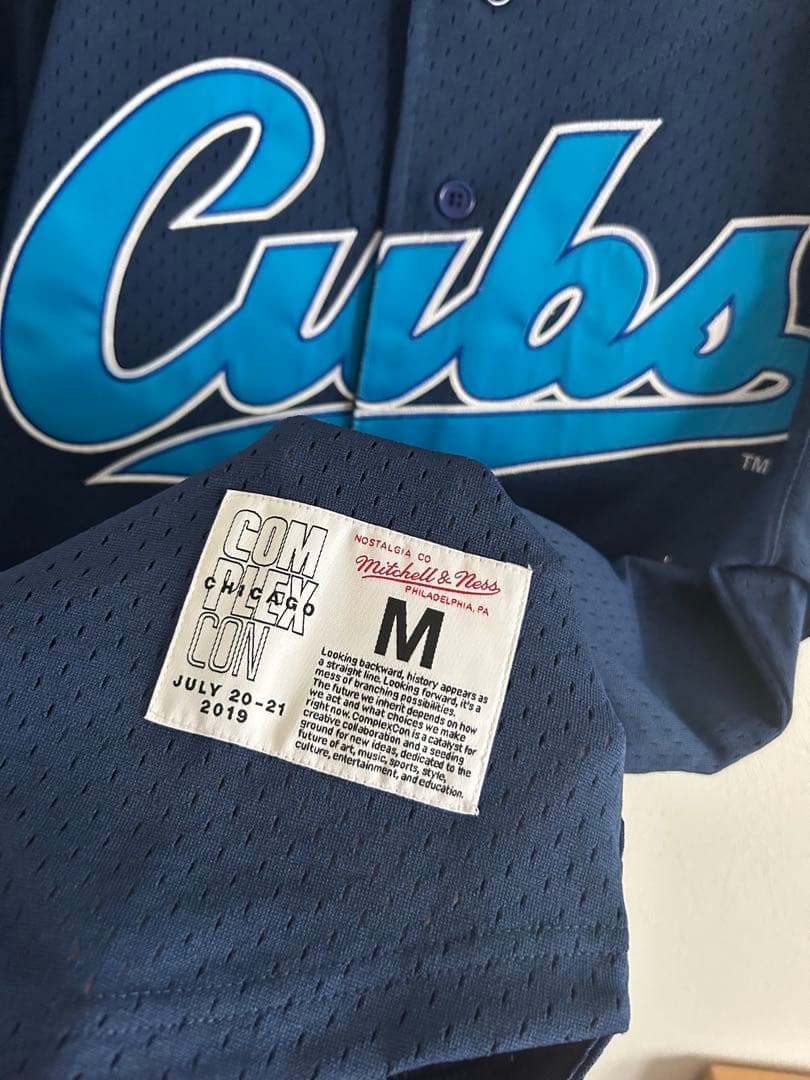 Cubs
TM
COM
PLEX
CHICAGO
CON
JULY 20-21
2019
NOSTALGIA CO
Mitchell & Ness
PHILADELPHIA, PA
M
Looking backward, history appears as
a straight line. Looking forward, it's a
mess of branching possibilities.
The future we inherit depends on how
we act and what choices we make
right now. ComplexCon is a catalyst for
creative collaboration and a seeding
ground for new ideas, dedicated to the
future of art, music, sports, style,
culture, entertainment, and education.